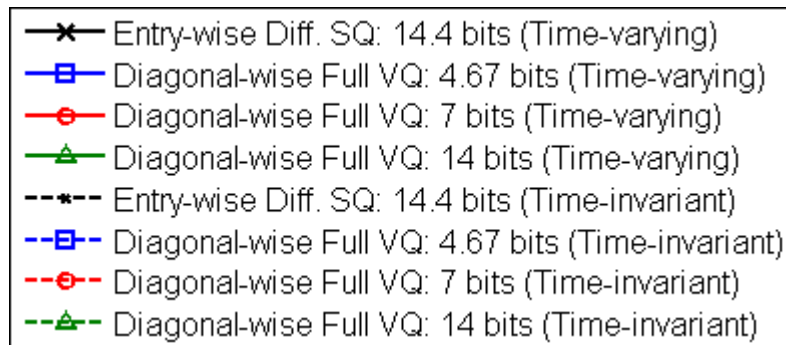 Entry-wise Diff. SQ: 14.4 bits (Time-varying)
Diagonal-wise Full VQ: 4.67 bits (Time-varying)
Diagonal-wise Full VQ: 7 bits (Time-varying)
Diagonal-wise Full VQ: 14 bits (Time-varying)
Entry-wise Diff. SQ: 14.4 bits (Time-invariant)
Diagonal-wise Full VQ: 4.67 bits (Time-invariant)
Diagonal-wise Full VQ: 7 bits (Time-invariant)
Diagonal-wise Full VQ: 14 bits (Time-invariant)